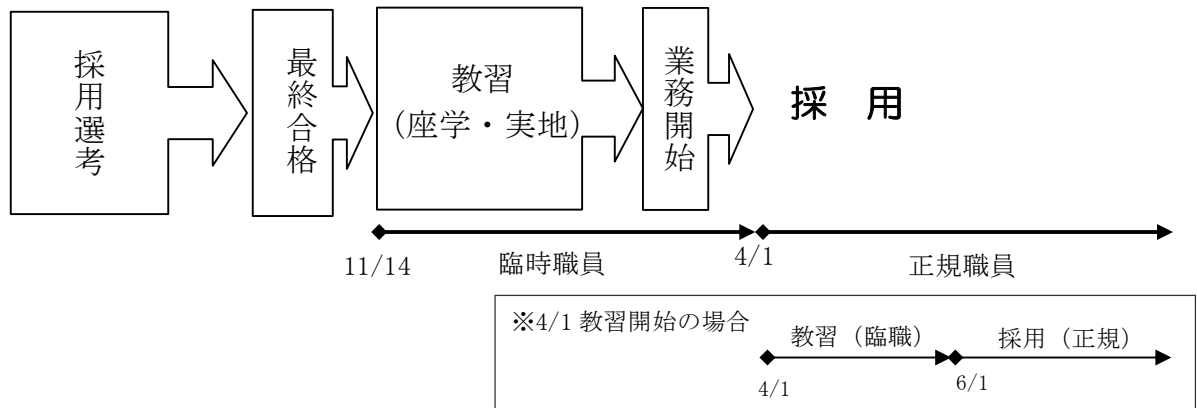 採用選考
最終合格
教習
(座学・実地)
業務開始
採 用
11/14
臨時職員
4/1
正規職員
※4/1 教習開始の場合
教習（臨職）
採用（正規）
4/1
6/1